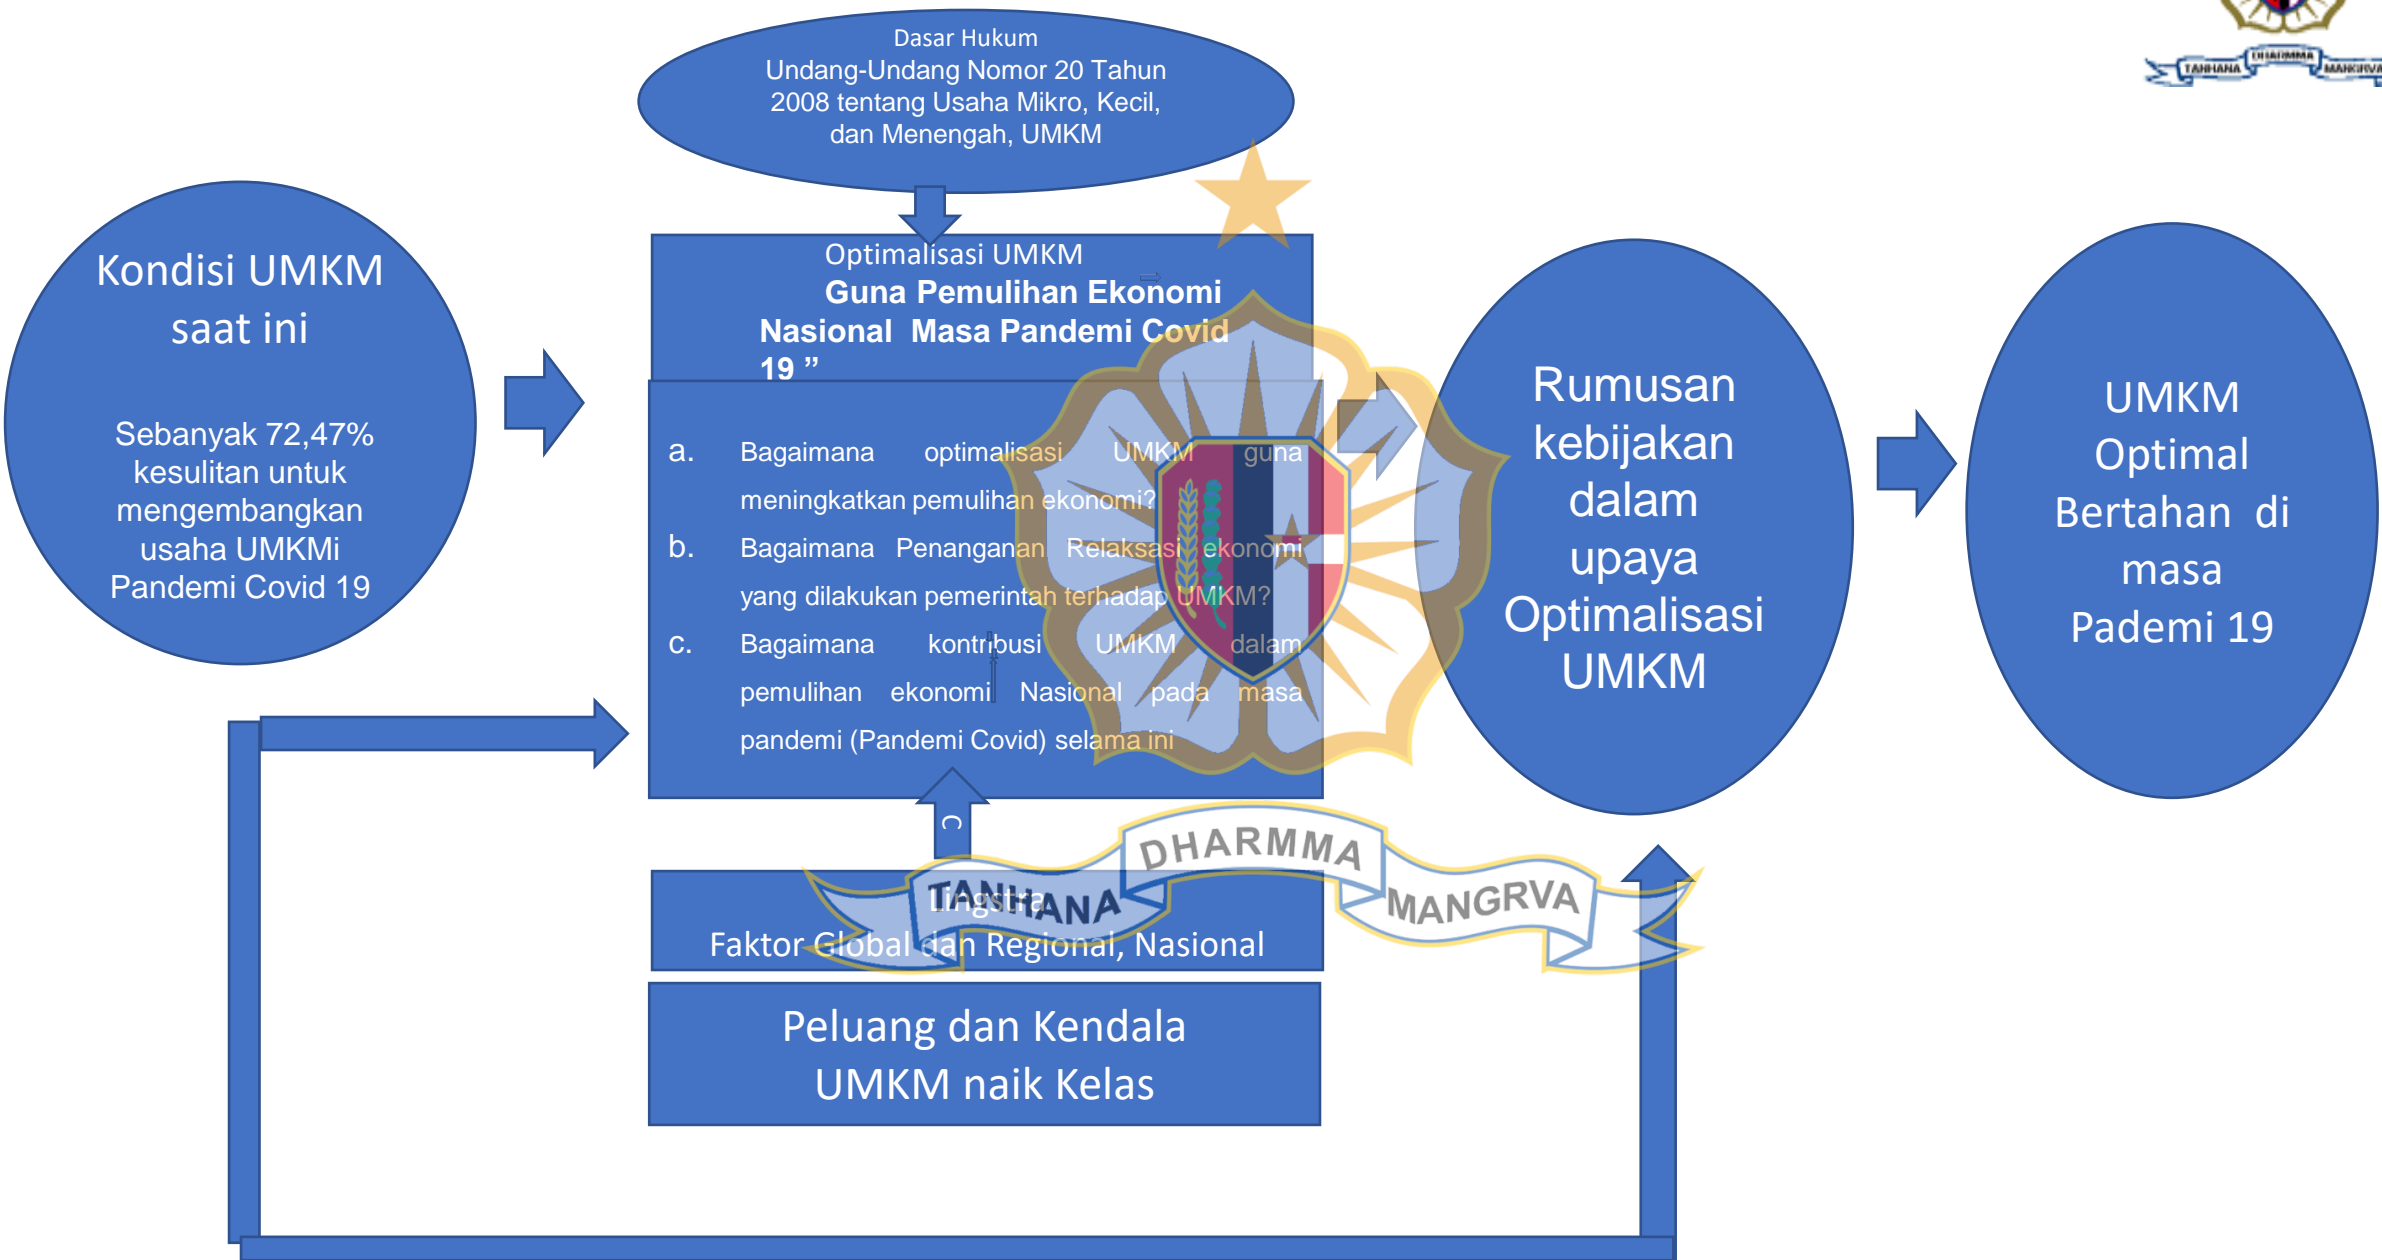 TANHANA DHARMMA MANGRVA
Dasar Hukum
Undang-Undang Nomor 20 Tahun
2008 tentang Usaha Mikro, Kecil,
dan Menengah, UMKM
Kondisi UMKM
saat ini
Sebanyak 72,47%
kesulitan untuk
mengembangkan
usaha UMKMi
Pandemi Covid 19
Optimalisasi UMKM
Guna Pemulihan Ekonomi
Nasional Masa Pandemi Covid
19 ”
a. Bagaimana optimalisasi UMKM guna
meningkatkan pemulihan ekonomi?
b. Bagaimana Penanganan Relaksasi ekonomi
yang dilakukan pemerintah terhadap UMKM?
c. Bagaimana kontribusi UMKM dalam
pemulihan ekonomi Nasional pada masa
pandemi (Pandemi Covid) selama ini
C
Lingstra
Faktor Global dan Regional, Nasional
Peluang dan Kendala
UMKM naik Kelas
Rumusan
kebijakan
dalam
upaya
Optimalisasi
UMKM
UMKM
Optimal
Bertahan di
masa
Pademi 19
TANHANA DHARMMA MANGRVA